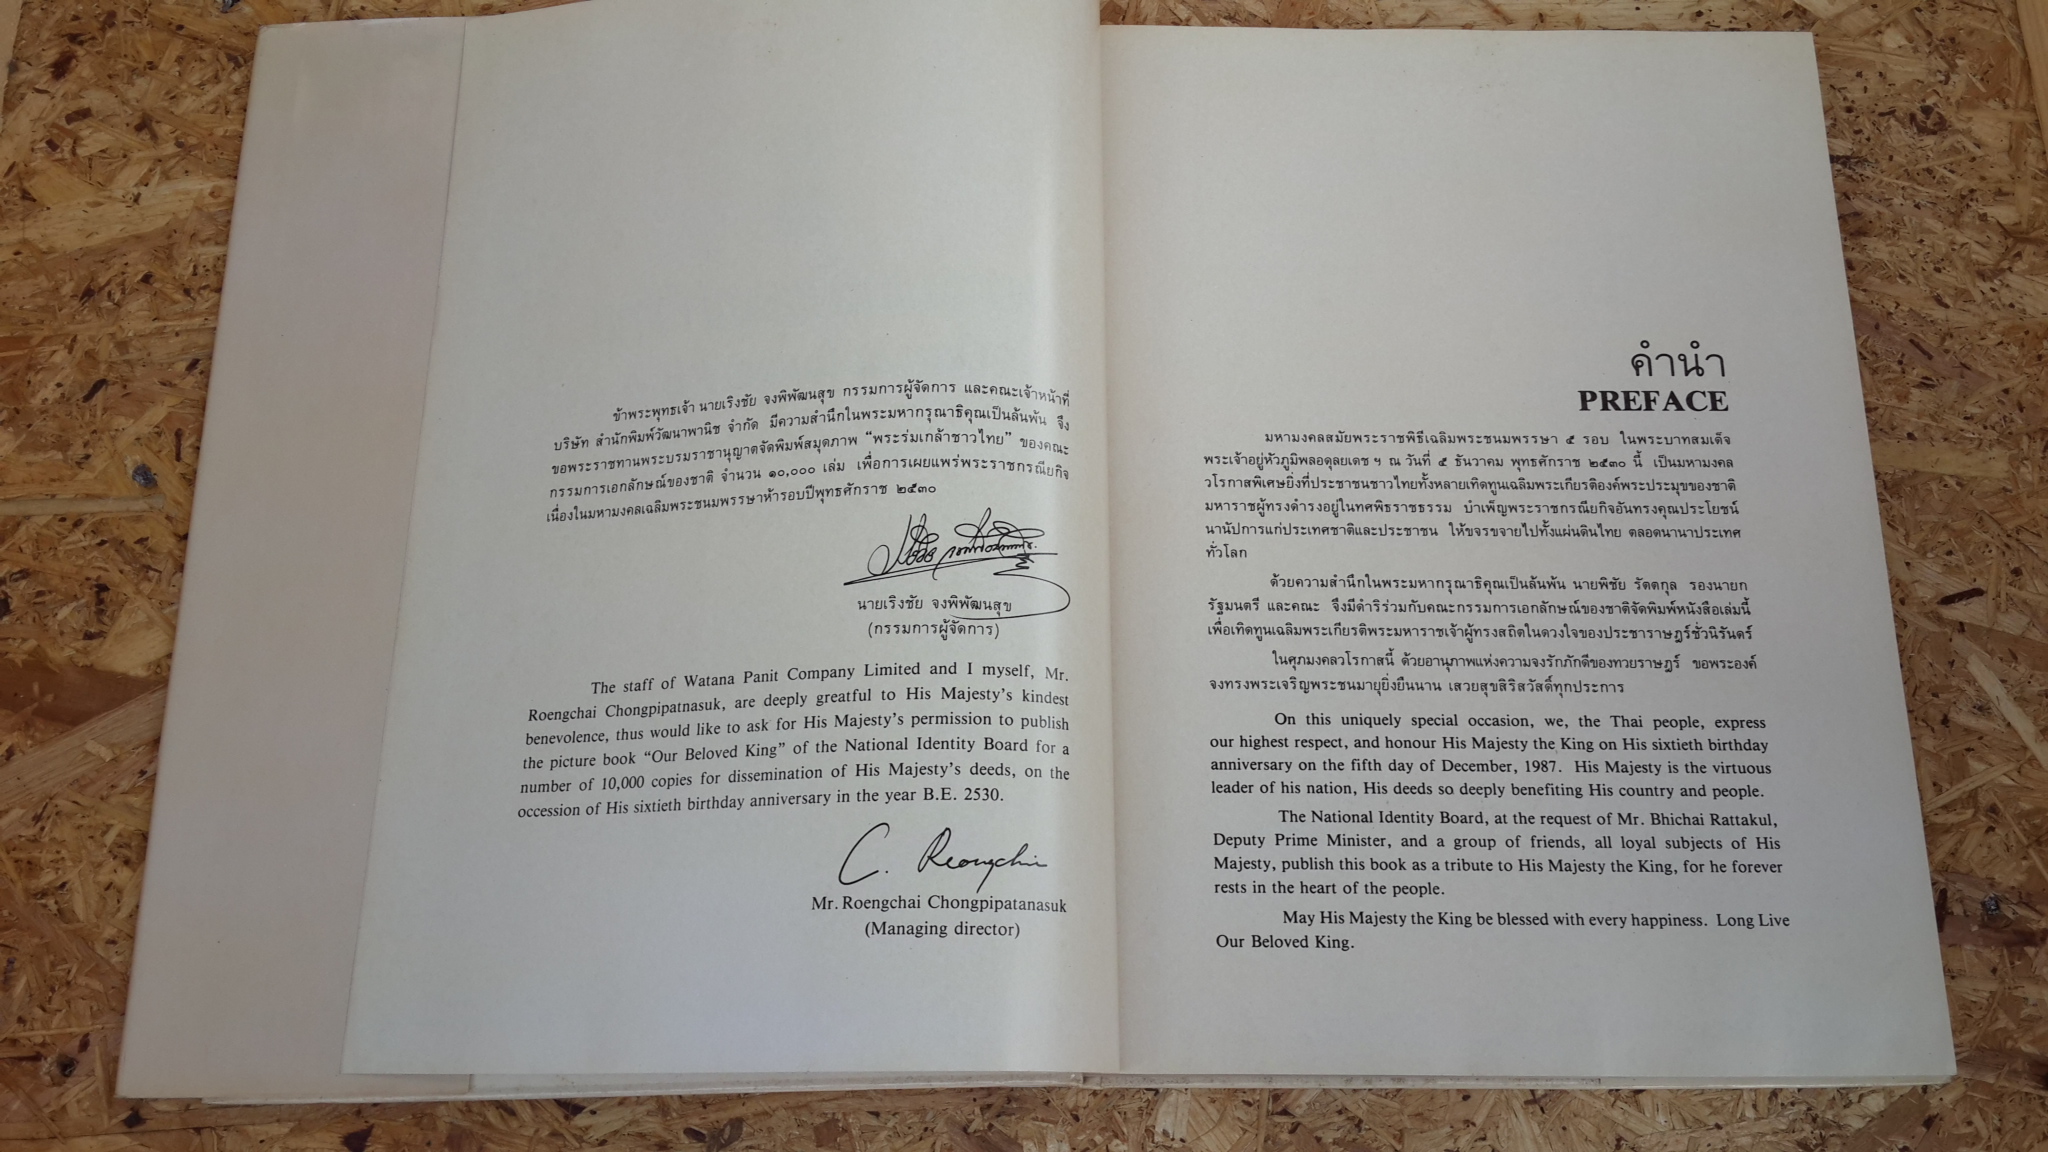 ข้าพระพุทธเจ้า นายเริงชัย จงพิพัฒนสุข กรรมการผู้จัดการ และคณะเจ้าหน้าที่
บริษัท สำนักพิมพ์วัฒนาพานิช จำกัด มีความสำนึกในพระมหากรุณาธิคุณเป็นล้นพ้น จึง
ขอพระราชทานพระบรมราชานุญาตจัดพิมพ์สมุดภาพ “พระร่มเกล้าชาวไทย” ของคณะ
กรรมการเอกลักษณ์ของชาติ จำนวน ๑๐,๐๐๐ เล่ม เพื่อการเผยแพร่พระราชกรณียกิจ
เนื่องในมหามงคลเฉลิมพระชนมพรรษาห้ารอบปีพุทธศักราช ๒๕๓๐
นายเริงชัย จงพิพัฒนสุข
(กรรมการผู้จัดการ)
The staff of Watana Panit Company Limited and I myself, Mr.
Roengchai Chongpipatnasuk, are deeply greatful to His Majesty's kindest
benevolence, thus would like to ask for His Majesty's permission to publish
the picture book “Our Beloved King” of the National Identity Board for a
number of 10,000 copies for dissemination of His Majesty's deeds, on the
occession of His sixtieth birthday anniversary in the year B.E. 2530.
Mr. Roengchai Chongpipatanasuk
(Managing director)
คำนำ
PREFACE
มหามงคลสมัยพระราชพิธีเฉลิมพระชนมพรรษา ๕ รอบ ในพระบาทสมเด็จ
พระเจ้าอยู่หัวภูมิพลอดุลยเดช ฯ ณ วันที่ ๕ ธันวาคม พุทธศักราช ๒๕๓๐ นี้ เป็นมหามงคล
วโรกาสพิเศษยิ่งที่ประชาชนชาวไทยทั้งหลายเทิดทูนเฉลิมพระเกียรติองค์พระประมุขของชาติ
มหาราชผู้ทรงดำรงอยู่ในทศพิธราชธรรม บำเพ็ญพระราชกรณียกิจอันทรงคุณประโยชน์
นานัปการแก่ประเทศชาติและประชาชน ให้ขจรขจายไปทั้งแผ่นดินไทย ตลอดนานาประเทศ
ทั่วโลก
ด้วยความสำนึกในพระมหากรุณาธิคุณเป็นล้นพ้น นายพิชัย รัตตกุล รองนายก
รัฐมนตรี และคณะ จึงมีดำริร่วมกับคณะกรรมการเอกลักษณ์ของชาติจัดพิมพ์หนังสือเล่มนี้
เพื่อเทิดทูนเฉลิมพระเกียรติพระมหาราชเจ้าผู้ทรงสถิตในดวงใจของประชาราษฎร์ชั่วนิรันดร์
ในศุภมงคลวโรกาสนี้ ด้วยอานุภาพแห่งความจงรักภักดีของทวยราษฎร์ ขอพระองค์
จงทรงพระเจริญพระชนมายุยิ่งยืนนาน เสวยสุขสิริสวัสดิ์ทุกประการ
On this uniquely special occasion, we, the Thai people, express
our highest respect, and honour His Majesty the King on His sixtieth birthday
anniversary on the fifth day of December, 1987. His Majesty is the virtuous
leader of his nation, His deeds so deeply benefiting His country and people.
The National Identity Board, at the request of Mr. Bhichai Rattakul,
Deputy Prime Minister, and a group of friends, all loyal subjects of His
Majesty, publish this book as a tribute to His Majesty the King, for he forever
rests in the heart of the people.
May His Majesty the King be blessed with every happiness. Long Live
Our Beloved King.